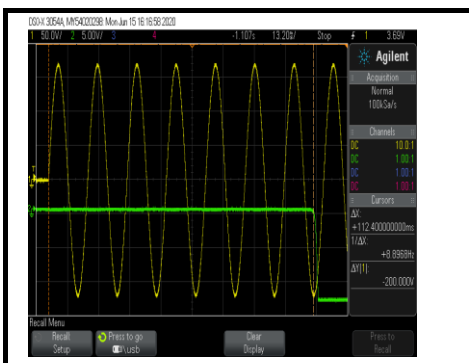 DSO-X 3054A, MY54020298: Mon Jun 15 16:16:58 2020
1 50.0V/ 2 5.00V/ 3 4 -1.107s 13.20ms/ Stop 1 3.69V
Agilent
Acquisition
Normal
100kSa/s
Channels
DC 10.0:1
DC 1.00:1
DC 1.00:1
DC 1.00:1
Cursors
ΔX:
+112.400000000ms
1/ΔX:
+8.8968Hz
ΔY(1):
-200.000V
Recall Menu
Recall
Setup
Press to go
\usb
Clear
Display
Press to
Recall